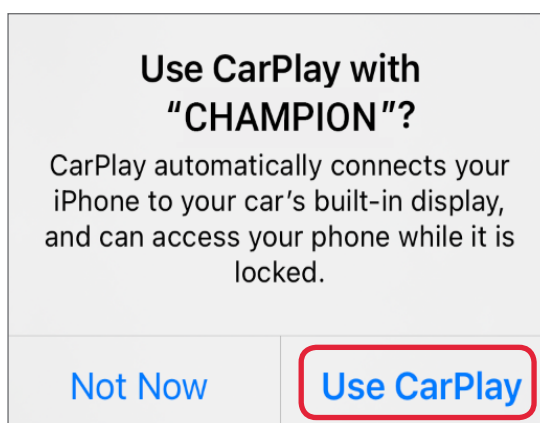 Use CarPlay with
“CHAMPION”?
CarPlay automatically connects your
iPhone to your car’s built-in display,
and can access your phone while it is
locked.
Not Now
Use CarPlay